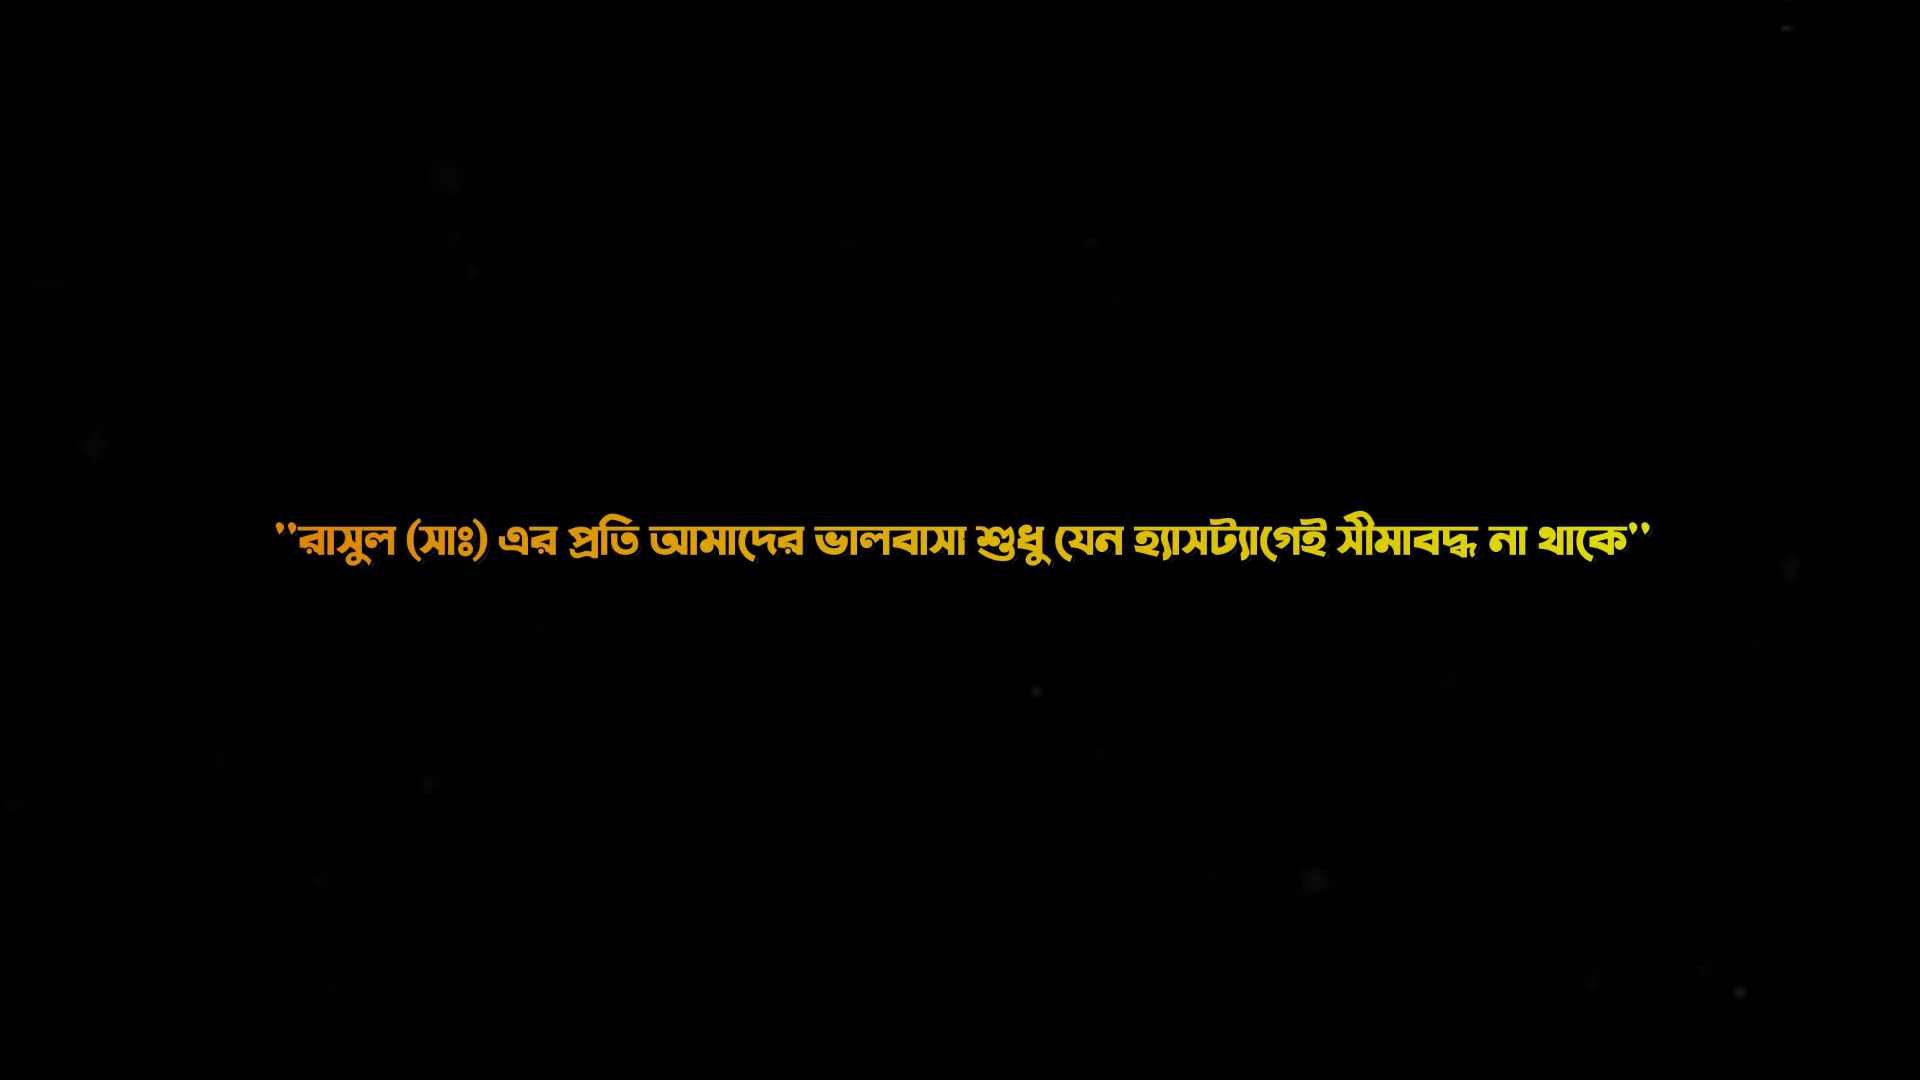 "রাসুল (সাঃ) এর প্রতি আমাদের ভালবাসা শুধু যেন হ্যাসট্যাগেই সীমাবদ্ধ না থাকে"